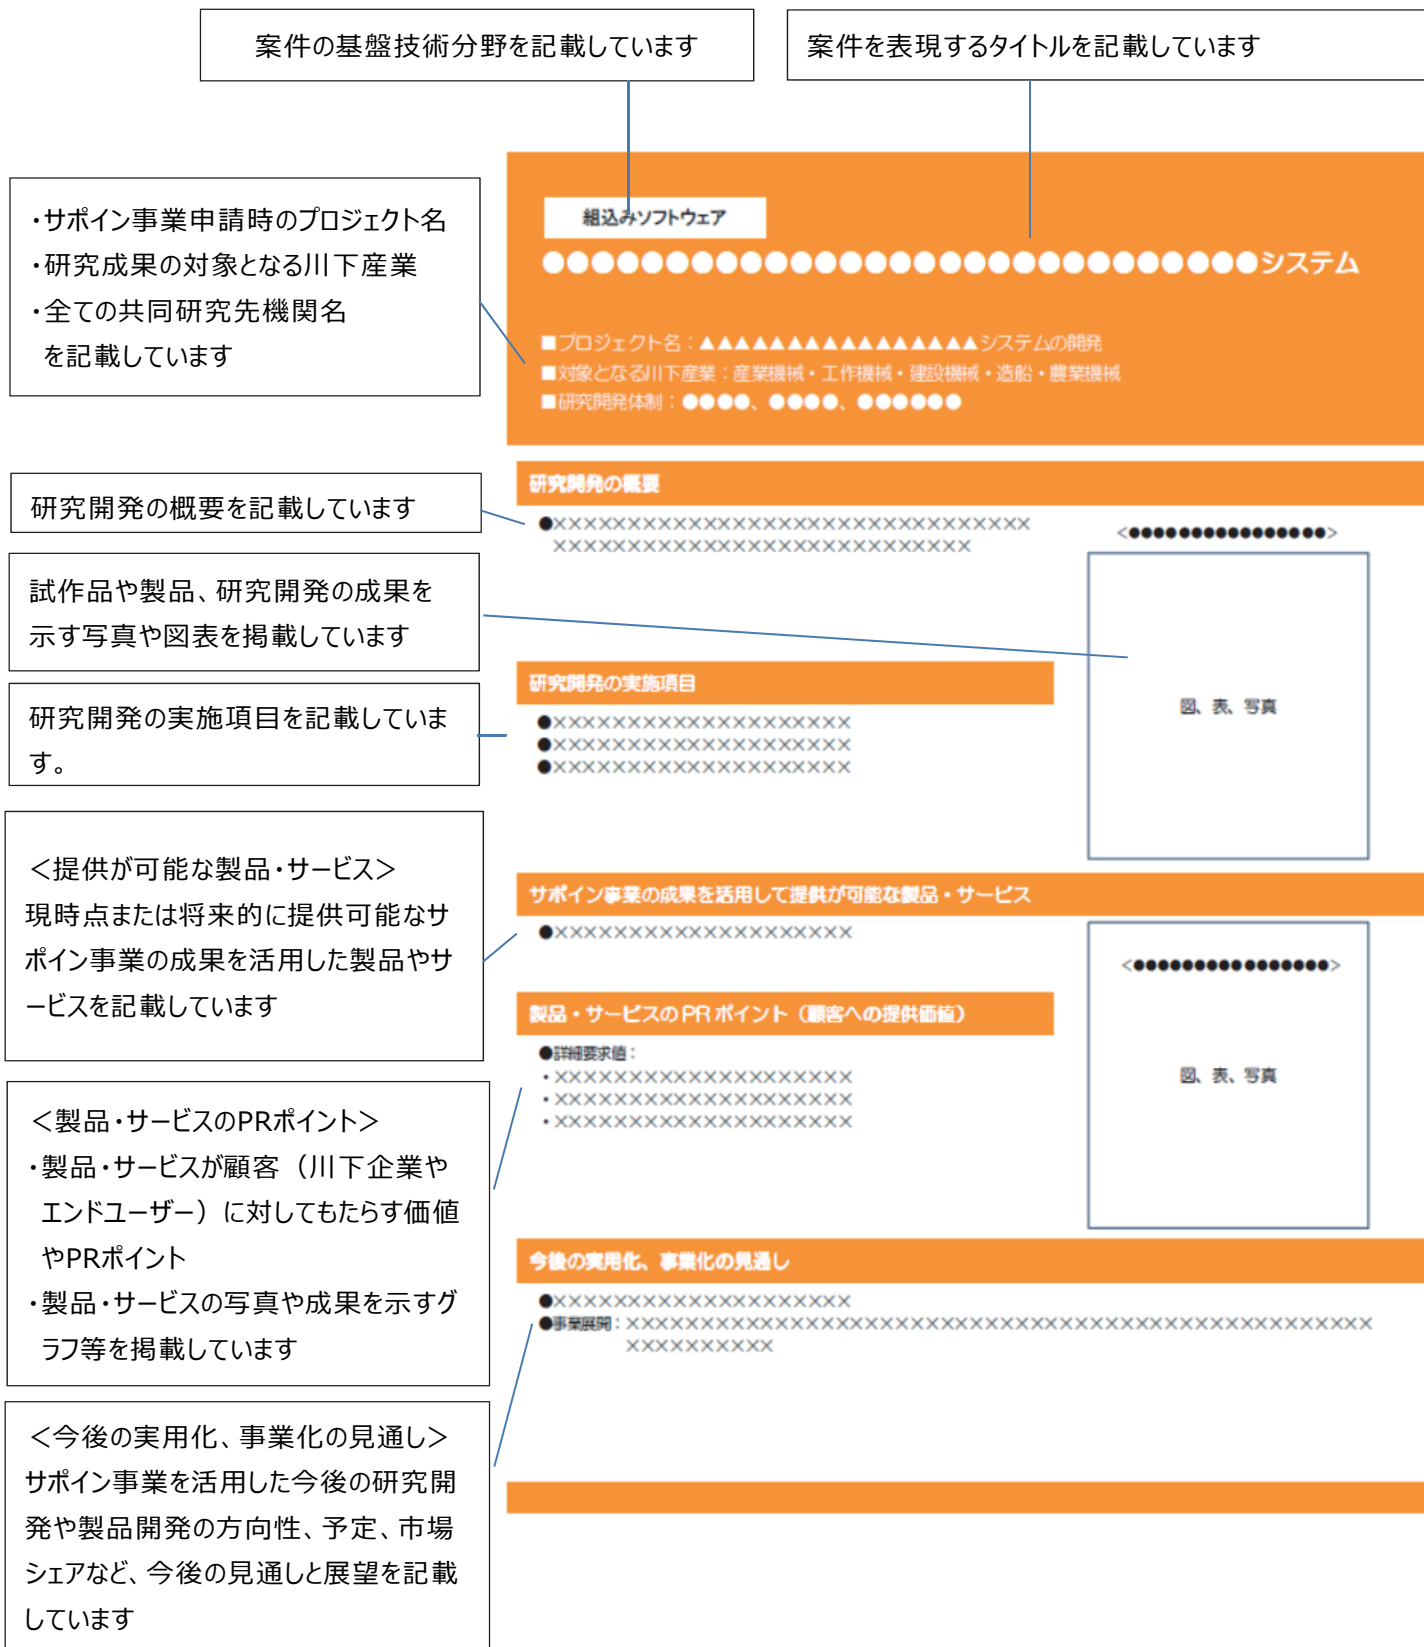 案件の基盤技術分野を記載しています
案件を表現するタイトルを記載しています
・サポイン事業申請時のプロジェクト名
・研究成果の対象となる川下産業
・全ての共同研究先機関名
を記載しています
組込みソフトウェア
●●●●●●●●●●●●●●●●●●●●●●●●●●●●●システム
■プロジェクト名：▲▲▲▲▲▲▲▲▲▲▲▲▲▲▲▲システムの開発
■対象となる川下産業：産業機械・工作機械・建設機械・造船・農業機械
■研究開発体制：●●●●、●●●●、●●●●●●
研究開発の概要を記載しています
研究開発の概要
●××××××××××××××××××××××××××××××××
××××××××××××××××××××××××××××
<●●●●●●●●●●●●●●●●>
試作品や製品、研究開発の成果を
示す写真や図表を掲載しています
図、表、写真
研究開発の実施項目を記載していま
す。
研究開発の実施項目
●××××××××××××××××××××
●××××××××××××××××××××
●××××××××××××××××××××
＜提供が可能な製品・サービス＞
現時点または将来的に提供可能なサ
ポイン事業の成果を活用した製品やサ
ービスを記載しています
サポイン事業の成果を活用して提供が可能な製品・サービス
●××××××××××××××××××××
<●●●●●●●●●●●●●●●●>
図、表、写真
＜製品・サービスのPRポイント＞
・製品・サービスが顧客（川下企業や
エンドユーザー）に対してもたらす価値
やPRポイント
・製品・サービスの写真や成果を示すグ
ラフ等を掲載しています
製品・サービスのPRポイント（顧客への提供価値）
●詳細要求値：
・××××××××××××××××××××
・××××××××××××××××××××
・××××××××××××××××××××
＜今後の実用化、事業化の見通し＞
サポイン事業を活用した今後の研究開
発や製品開発の方向性、予定、市場
シェアなど、今後の見通しと展望を記載
しています
今後の実用化、事業化の見通し
●××××××××××××××××××××
●事業展開：××××××××××××××××××××××××××××××××××××××××××××××××××
××××××××××